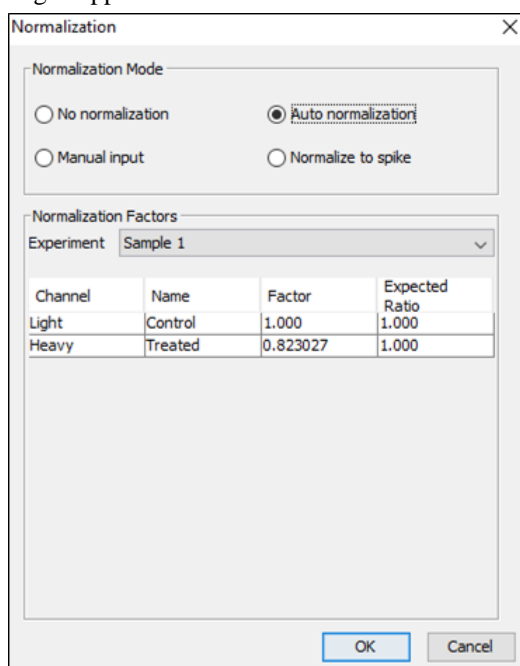 Normalization
Normalization Mode
No normalization Auto normalization
Manual input Normalize to spike
Normalization Factors
Experiment Sample 1
Channel Name Factor Expected Ratio
Light Control 1.000 1.000
Heavy Treated 0.823027 1.000
OK Cancel